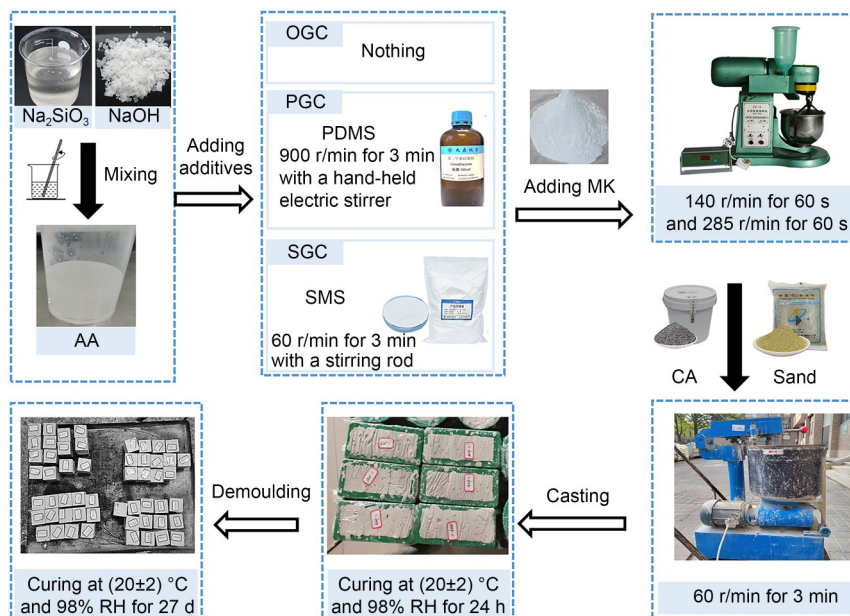 Na₂SiO₃
NaOH
Mixing
AA
Adding
additives
OGC
Nothing
PGC
PDMS
900 r/min for 3 min
with a hand-held
electric stirrer
SGC
SMS
60 r/min for 3 min
with a stirring rod
Adding MK
140 r/min for 60 s
and 285 r/min for 60 s
CA
Sand
60 r/min for 3 min
Casting
Curing at (20±2) °C
and 98% RH for 24 h
Demoulding
Curing at (20±2) °C
and 98% RH for 27 d